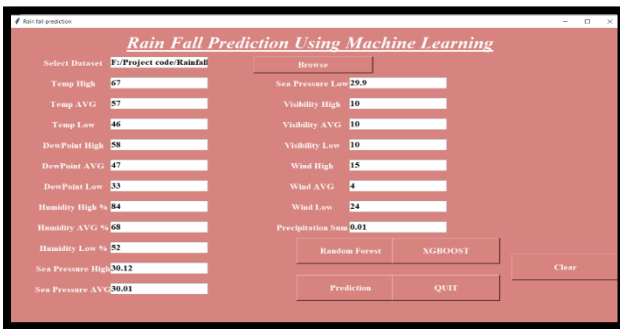 Rain fall prediction
Rain Fall Prediction Using Machine Learning
Select Dataset F:/Project code/Rainfall Browse
Temp High 67 Sea Pressure Low 29.9
Temp AVG 57 Visibility High 10
Temp Low 46 Visibility AVG 10
DewPoint High 58 Visibility Low 10
DewPoint AVG 47 Wind High 15
DewPoint Low 33 Wind AVG 4
Humidity High % 84 Wind Low 24
Humidity AVG % 68 Precipitation Sum 0.01
Humidity Low % 52 Random Forest XGBOOST
Sea Pressure High 30.12 Clear
Sea Pressure AVG 30.01 Prediction QUIT